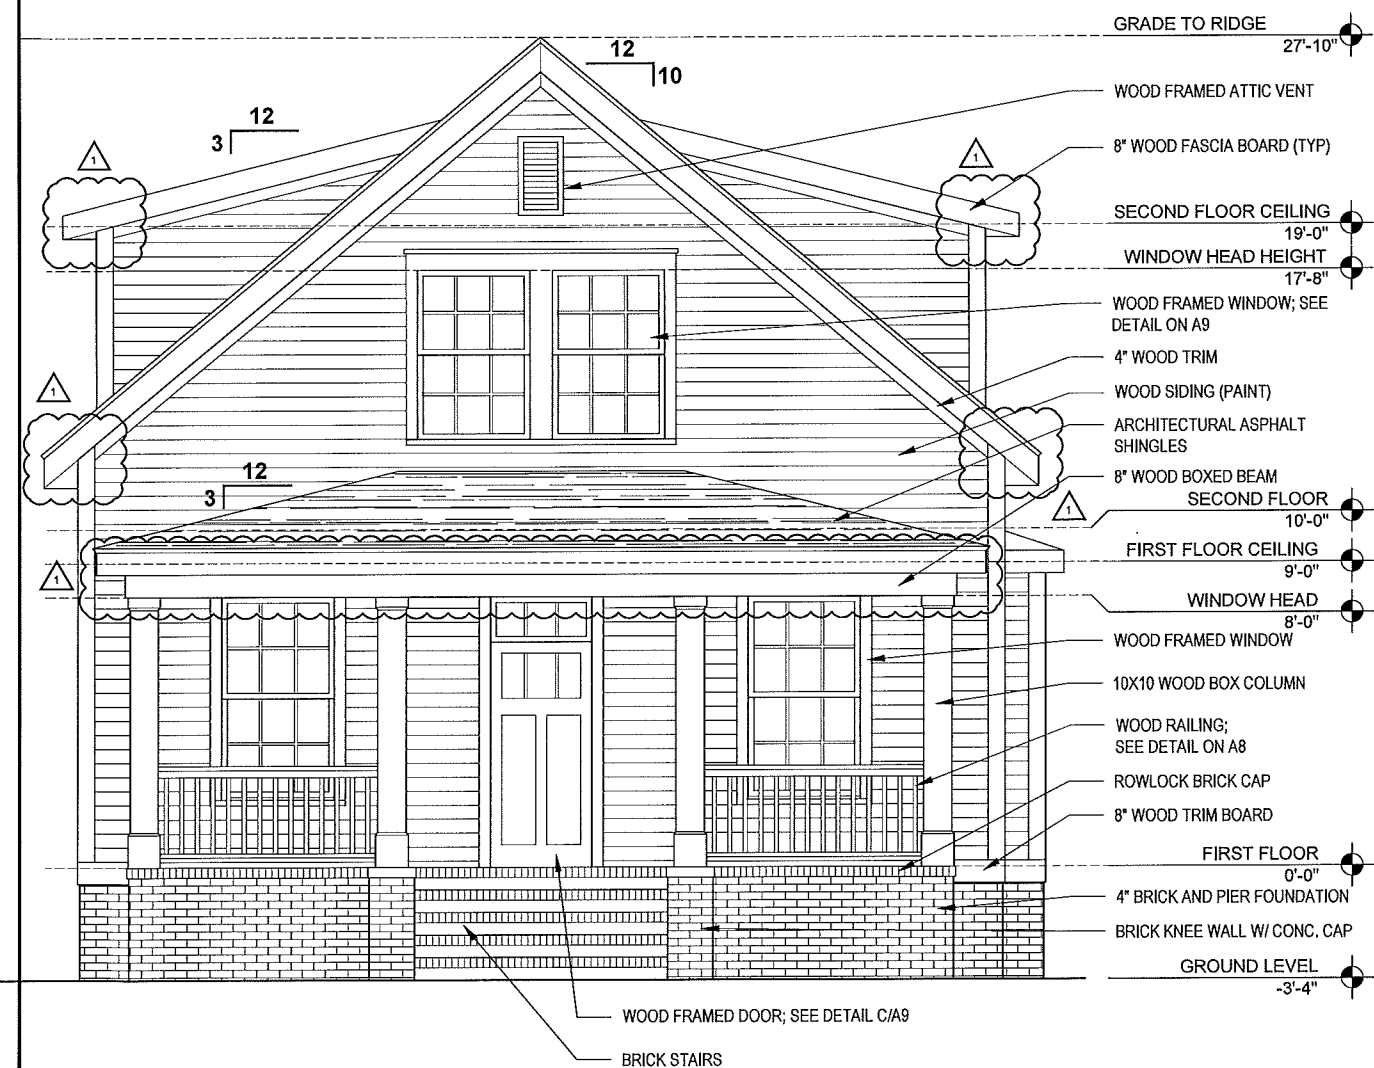 GRADE TO RIDGE
27'-10"
12
10
WOOD FRAMED ATTIC VENT
12
3
1
1
8" WOOD FASCIA BOARD (TYP)
SECOND FLOOR CEILING
19'-0"
WINDOW HEAD HEIGHT
17'-8"
WOOD FRAMED WINDOW; SEE
DETAIL ON A9
4" WOOD TRIM
1
WOOD SIDING (PAINT)
ARCHITECTURAL ASPHALT
SHINGLES
12
3
8" WOOD BOXED BEAM
SECOND FLOOR
10'-0"
1
FIRST FLOOR CEILING
9'-0"
1
WINDOW HEAD
8'-0"
WOOD FRAMED WINDOW
10X10 WOOD BOX COLUMN
WOOD RAILING;
SEE DETAIL ON A8
ROWLOCK BRICK CAP
8" WOOD TRIM BOARD
FIRST FLOOR
0'-0"
4" BRICK AND PIER FOUNDATION
BRICK KNEE WALL W/ CONC. CAP
GROUND LEVEL
-3'-4"
WOOD FRAMED DOOR; SEE DETAIL C/A9
BRICK STAIRS